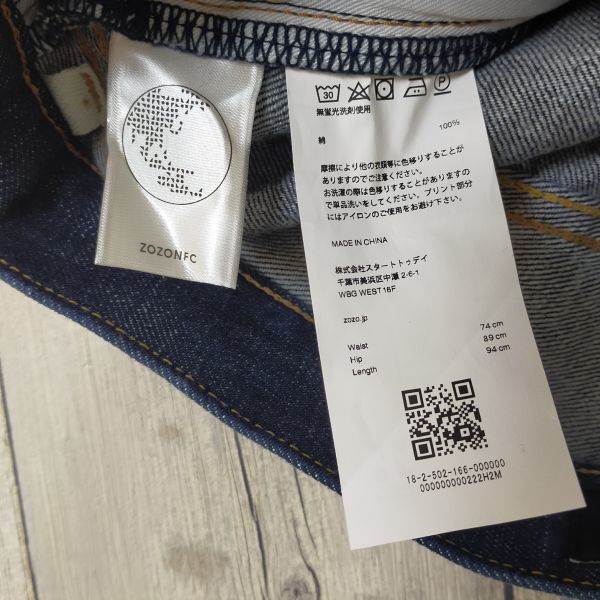 ZOZONFC
30
P
無蛍光洗剤使用
綿 100%
摩擦により他の衣類等に色移りすることが
ありますのでご注意ください。
お洗濯の際は色移りすることがありますの
で単品洗いをしてください。プリント部分
にはアイロンのご使用をお避け下さい。
MADE IN CHINA
株式会社スタートトゥデイ
千葉市美浜区中瀬 2-6-1
WBG WEST 16F
zozo.jp
Waist 74 cm
Hip 89 cm
Length 94 cm
18-2-502-166-000000
000000000222H2M